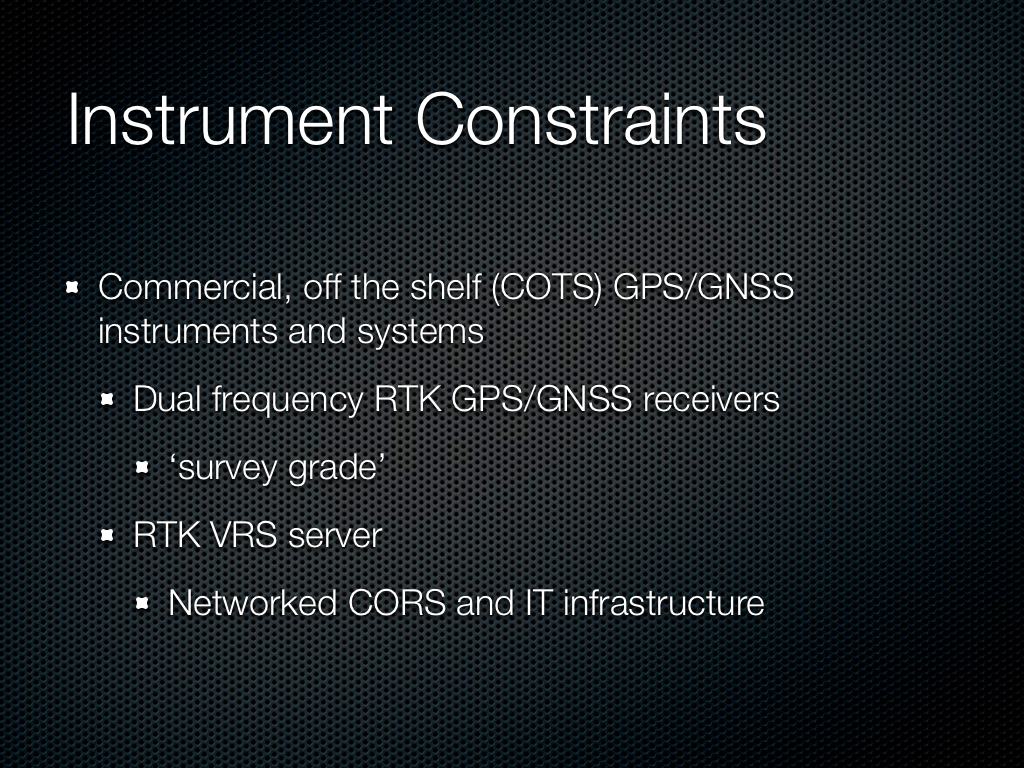 Instrument Constraints
Commercial, off the shelf (COTS) GPS/GNSS
instruments and systems
Dual frequency RTK GPS/GNSS receivers
‘survey grade’
RTK VRS server
Networked CORS and IT infrastructure